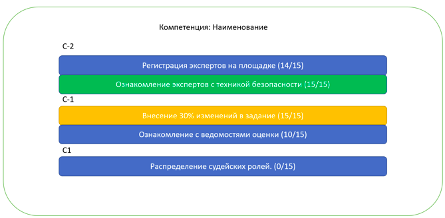 Компетенция: Наименование
С-2
Регистрация экспертов на площадке (14/15)
Ознакомление экспертов с техникой безопасности (15/15)
С-1
Внесение 30% изменений в задание (15/15)
Ознакомление с ведомостями оценки (10/15)
С1
Распределение судейских ролей. (0/15)